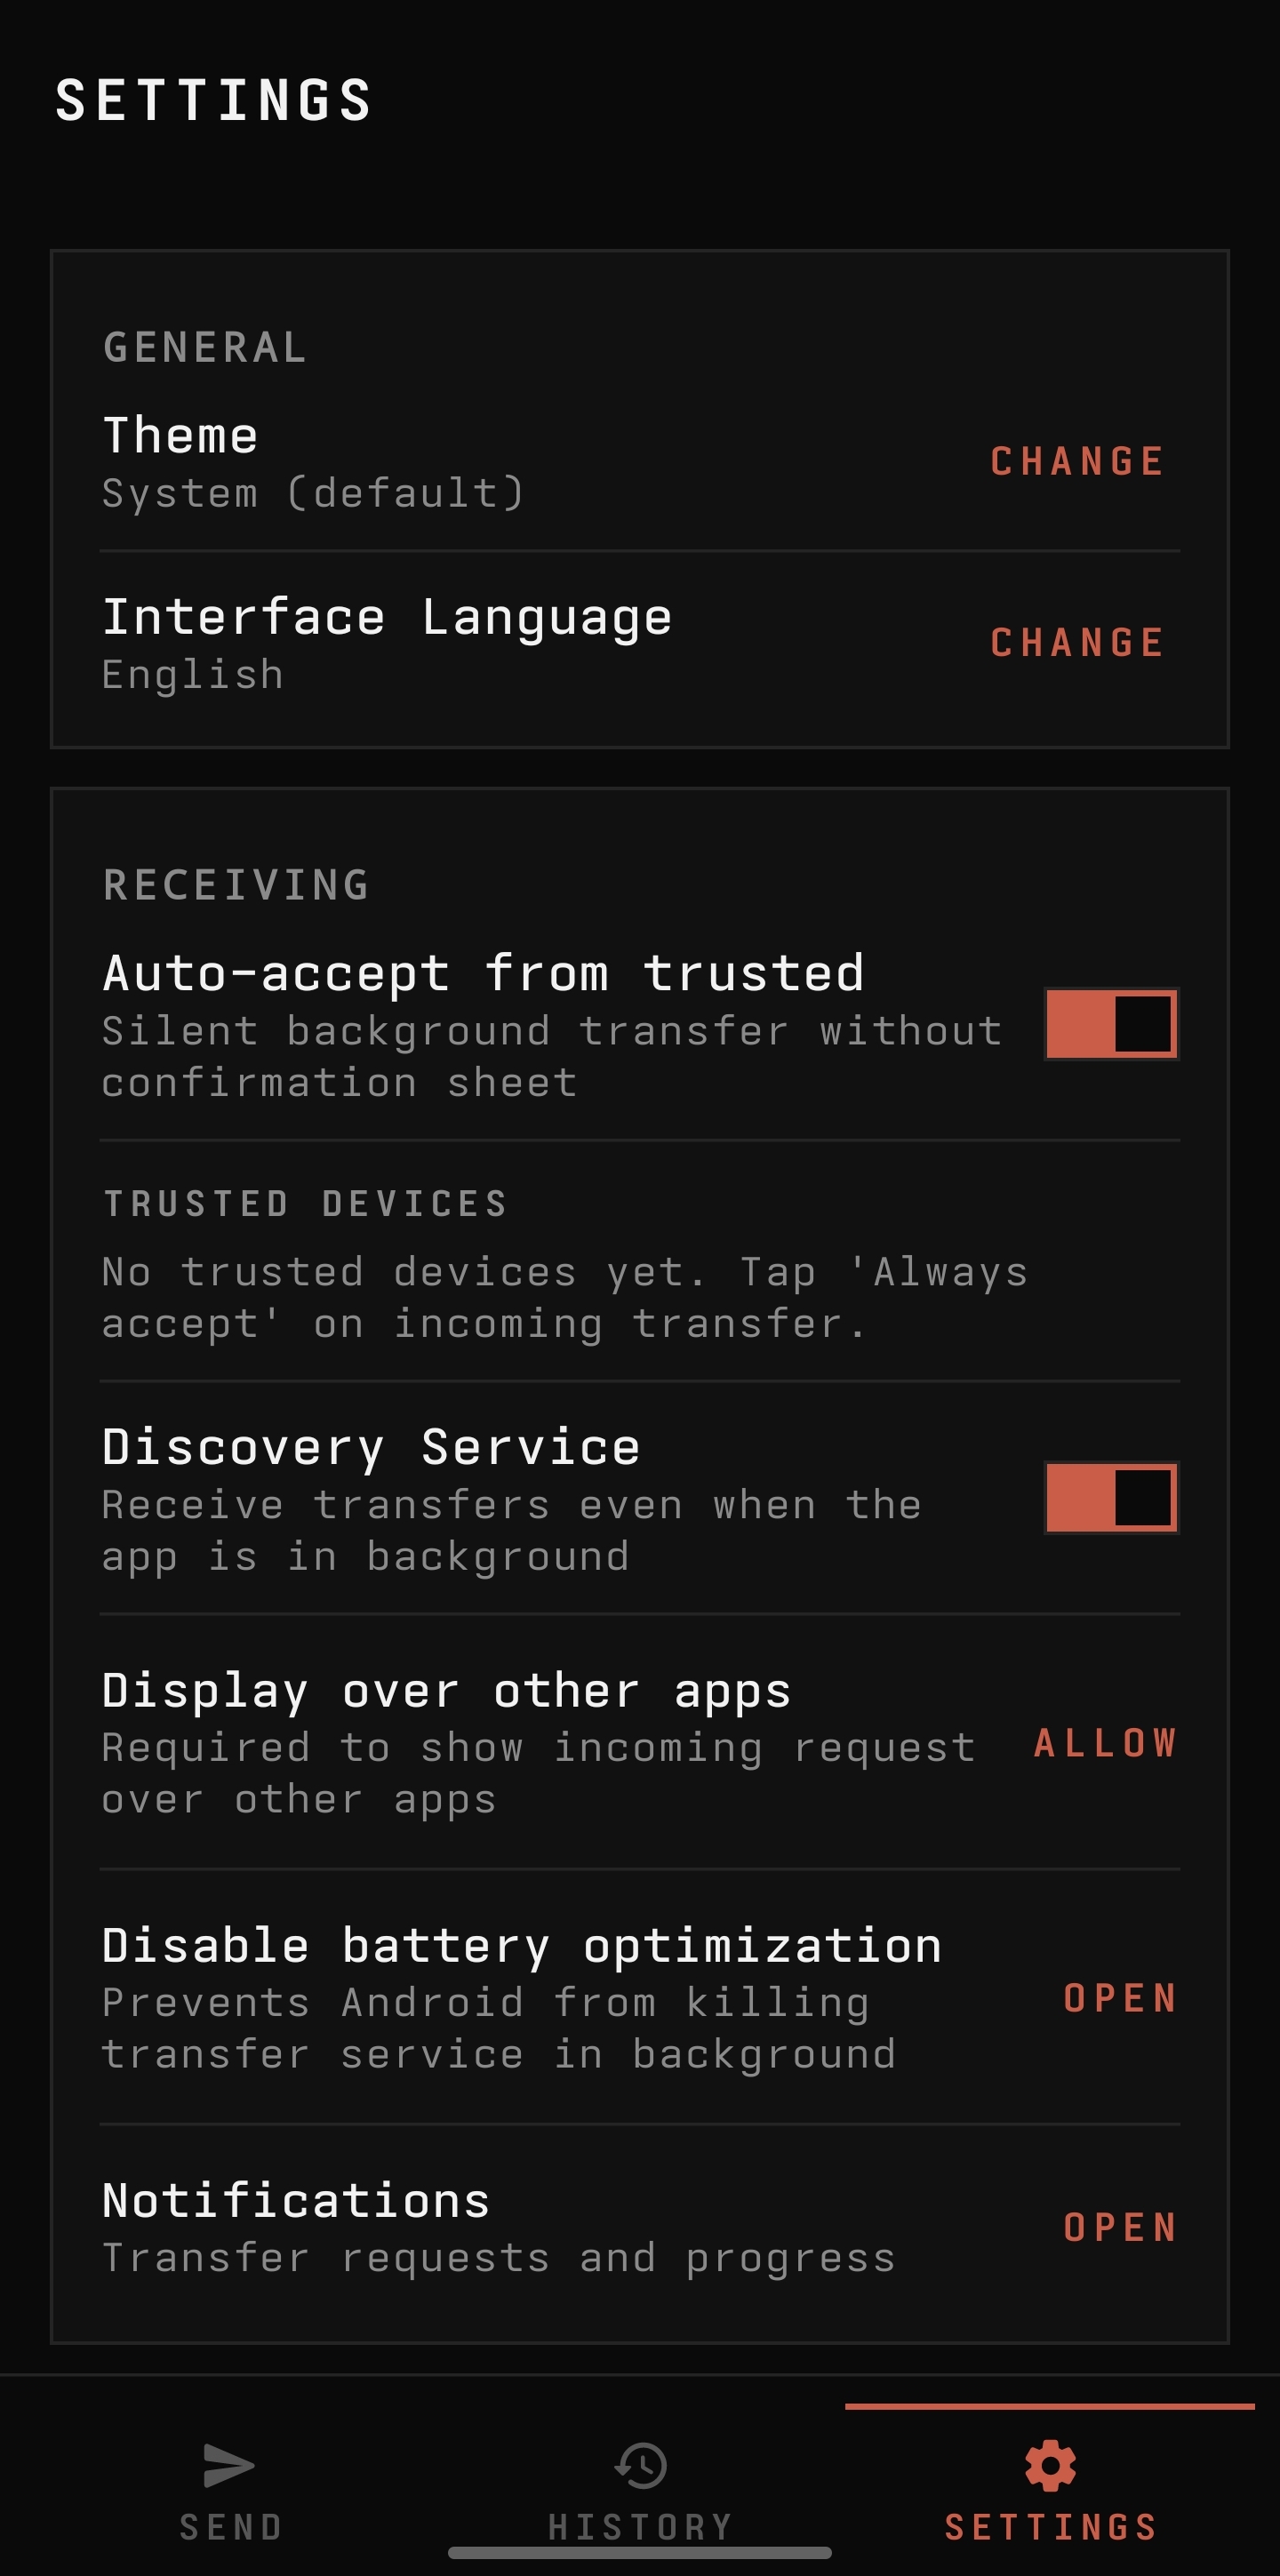 SETTINGS
GENERAL
Theme
CHANGE
System (default)
Interface Language
CHANGE
English
RECEIVING
Auto-accept from trusted
Silent background transfer without
confirmation sheet
TRUSTED DEVICES
No trusted devices yet. Tap 'Always
accept' on incoming transfer.
Discovery Service
Receive transfers even when the
app is in background
Display over other apps
Required to show incoming request
ALLOW
over other apps
Disable battery optimization
Prevents Android from killing
OPEN
transfer service in background
Notifications
OPEN
Transfer requests and progress
SEND
HISTORY
SETTINGS